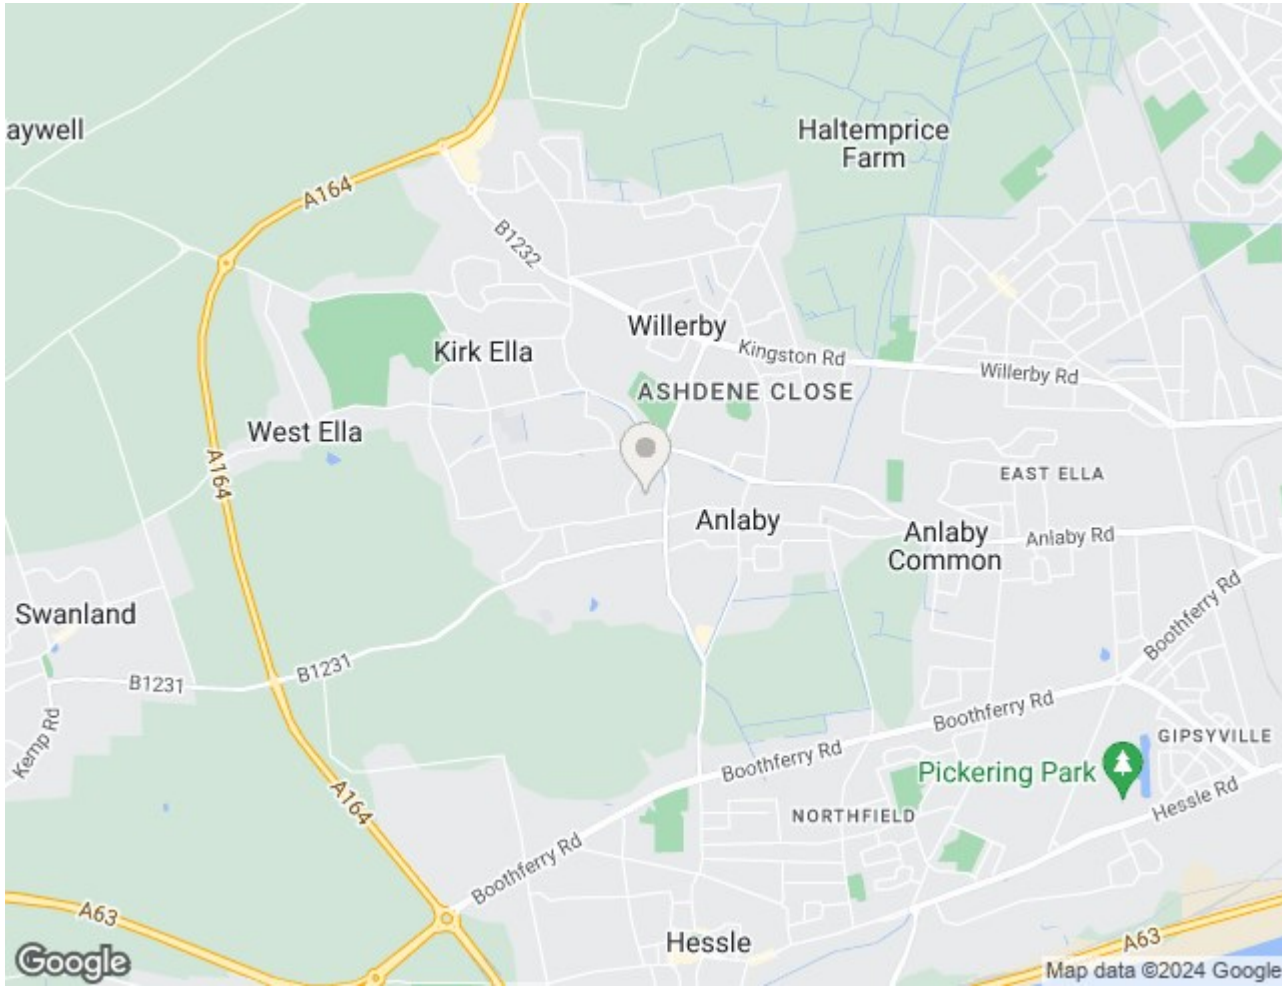 aywell
Haltemprice
Farm
A164
B1232
Willerby
Kirk Ella
Kingston Rd
Willerby Rd
ASHDENE CLOSE
West Ella
A164
EAST ELLA
Anlaby
Anlaby
Common
Anlaby Rd
Swanland
Boothferry Rd
B1231
B1231
Kemp Rd
Boothferry Rd
GIPSYVILLE
Boothferry Rd
Pickering Park
A164
NORTHFIELD
Hessle Rd
Boothferry Rd
A63
Hessle
A63
Google
Map data ©2024 Google